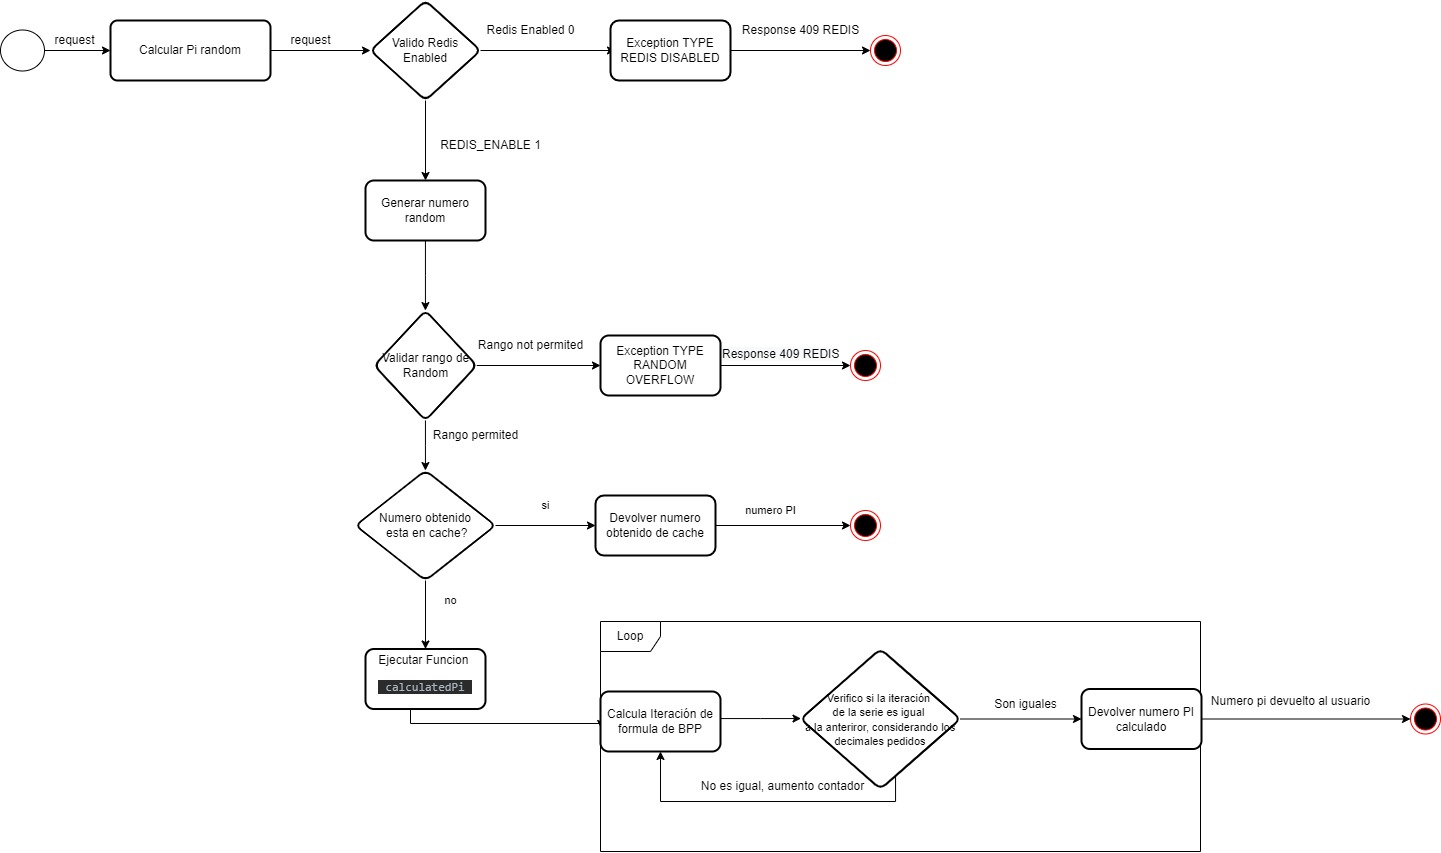 request
Calcular Pi random
request
Valido Redis
Enabled
Redis Enabled 0
Exception TYPE
REDIS DISABLED
Response 409 REDIS
REDIS_ENABLE 1
Generar numero
random
Validar rango de
Random
Rango not permited
Exception TYPE
RANDOM
OVERFLOW
Response 409 REDIS
Rango permited
Numero obtenido
esta en cache?
si
Devolver numero
obtenido de cache
numero PI
no
Ejecutar Funcion
calculatedPi
Loop
Calcula Iteración de
formula de BPP
Verifico si la iteración
de la serie es igual
a la anteriror, considerando los
decimales pedidos
Son iguales
Devolver numero PI
calculado
Numero pi devuelto al usuario
No es igual, aumento contador